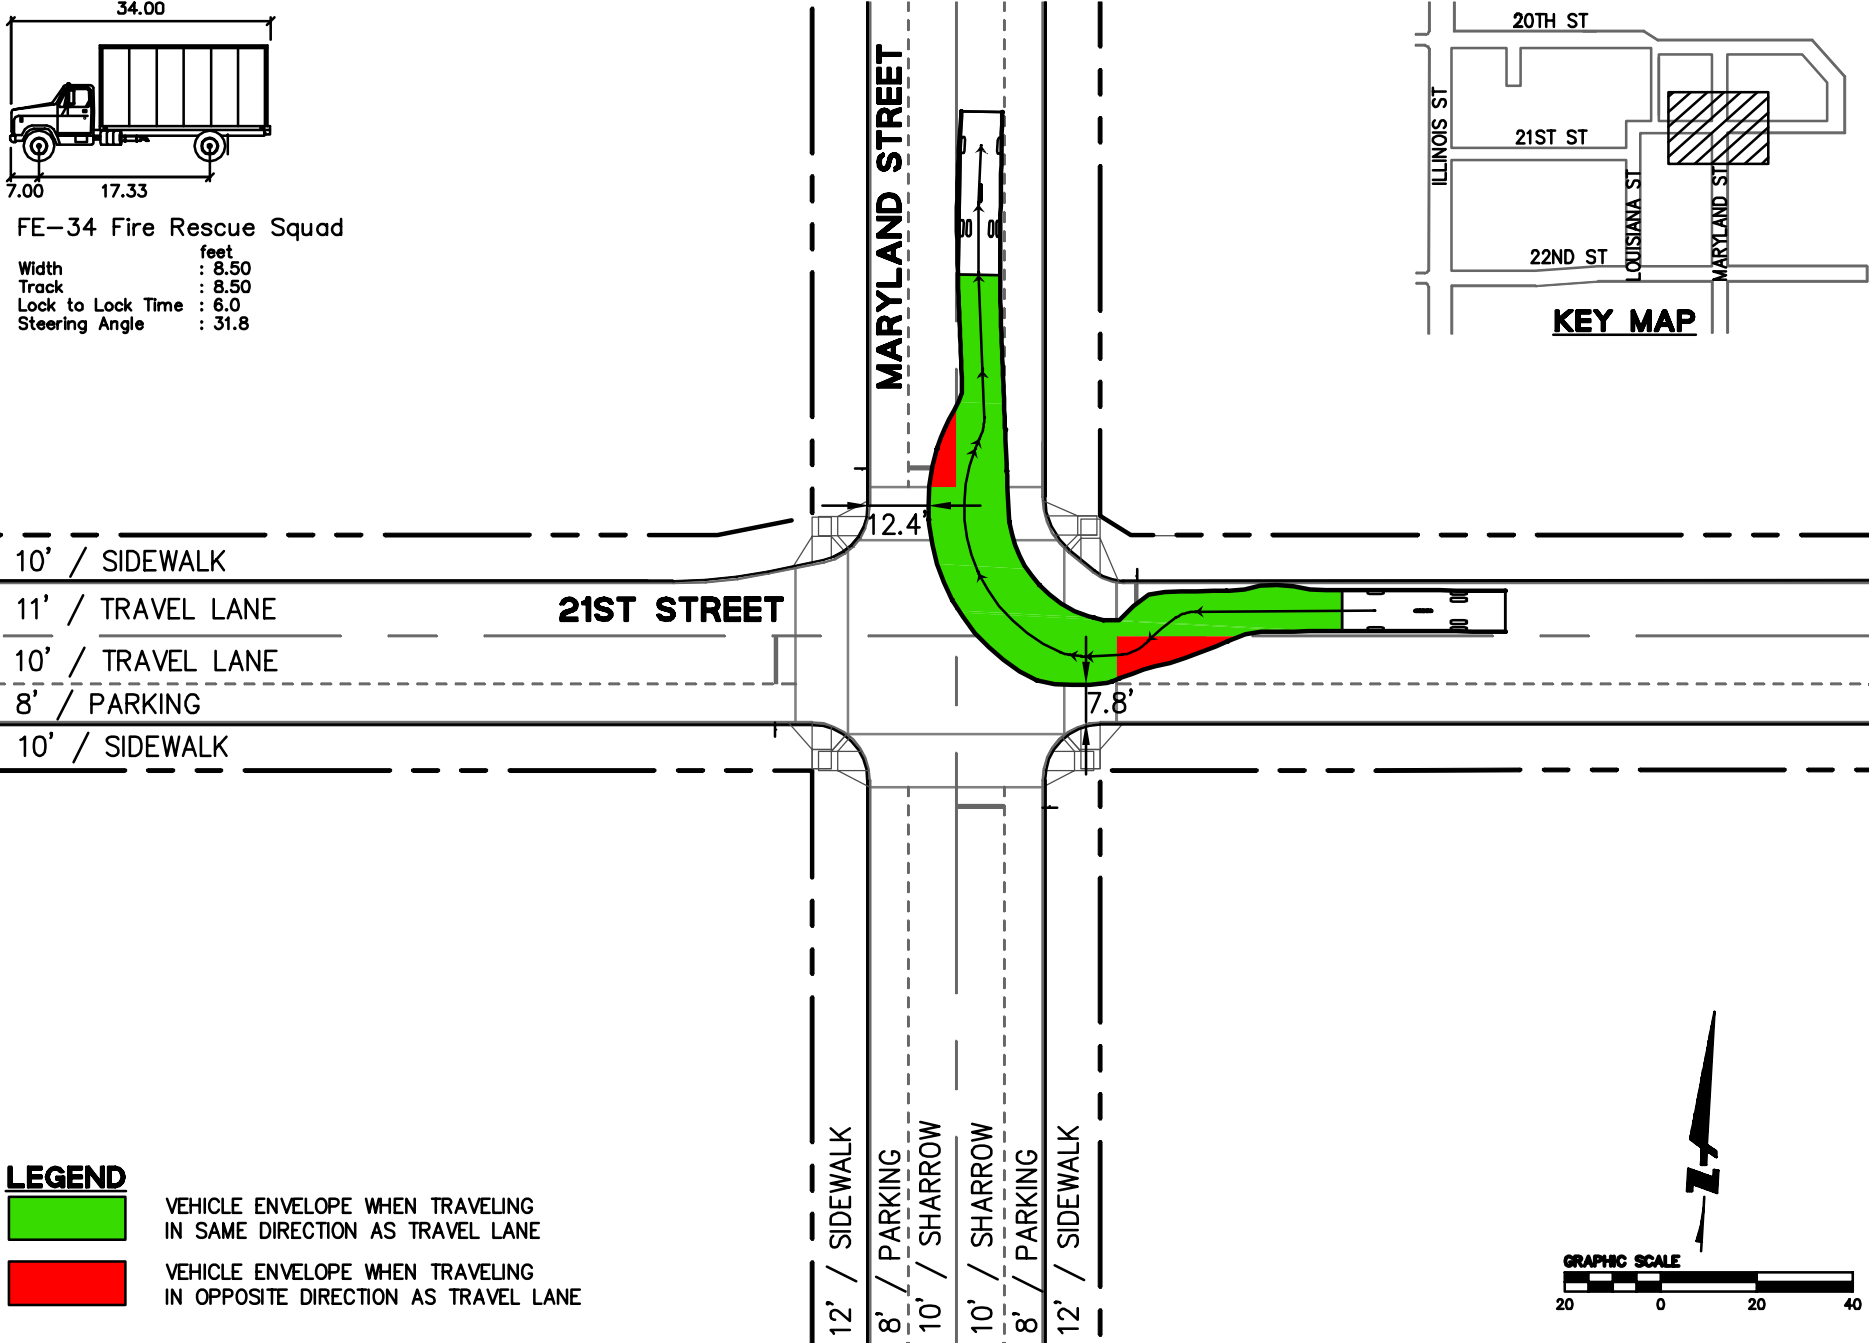 34.00
7.00
17.33
FE-34 Fire Rescue Squad
feet
Width : 8.50
Track : 8.50
Lock to Lock Time : 6.0
Steering Angle : 31.8
MARYLAND STREET
20TH ST
ILLINOIS ST
21ST ST
LOUISIANA ST
MARYLAND ST
22ND ST
KEY MAP
12.4'
10' / SIDEWALK
11' / TRAVEL LANE
21ST STREET
10' / TRAVEL LANE
8' / PARKING
7.8'
10' / SIDEWALK
12' / SIDEWALK
8' / PARKING
10' / SHARROW
10' / SHARROW
8' / PARKING
12' / SIDEWALK
LEGEND
VEHICLE ENVELOPE WHEN TRAVELING
IN SAME DIRECTION AS TRAVEL LANE
VEHICLE ENVELOPE WHEN TRAVELING
IN OPPOSITE DIRECTION AS TRAVEL LANE
N
GRAPHIC SCALE
20 0 20 40